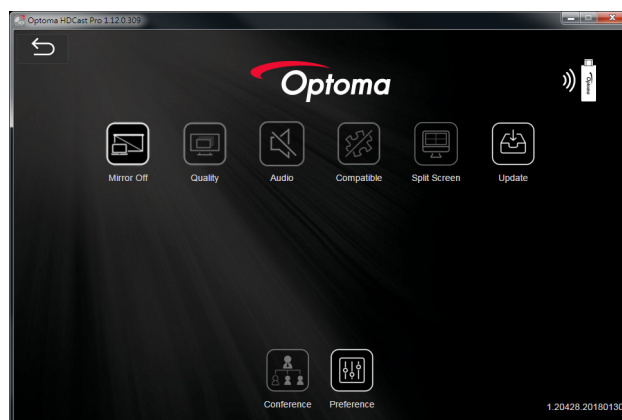 Optoma HDCast Pro 1.12.0.309
Optoma
Optoma
Mirror Off Quality Audio Compatible Split Screen Update
Conference Preference
1.20428.20180130